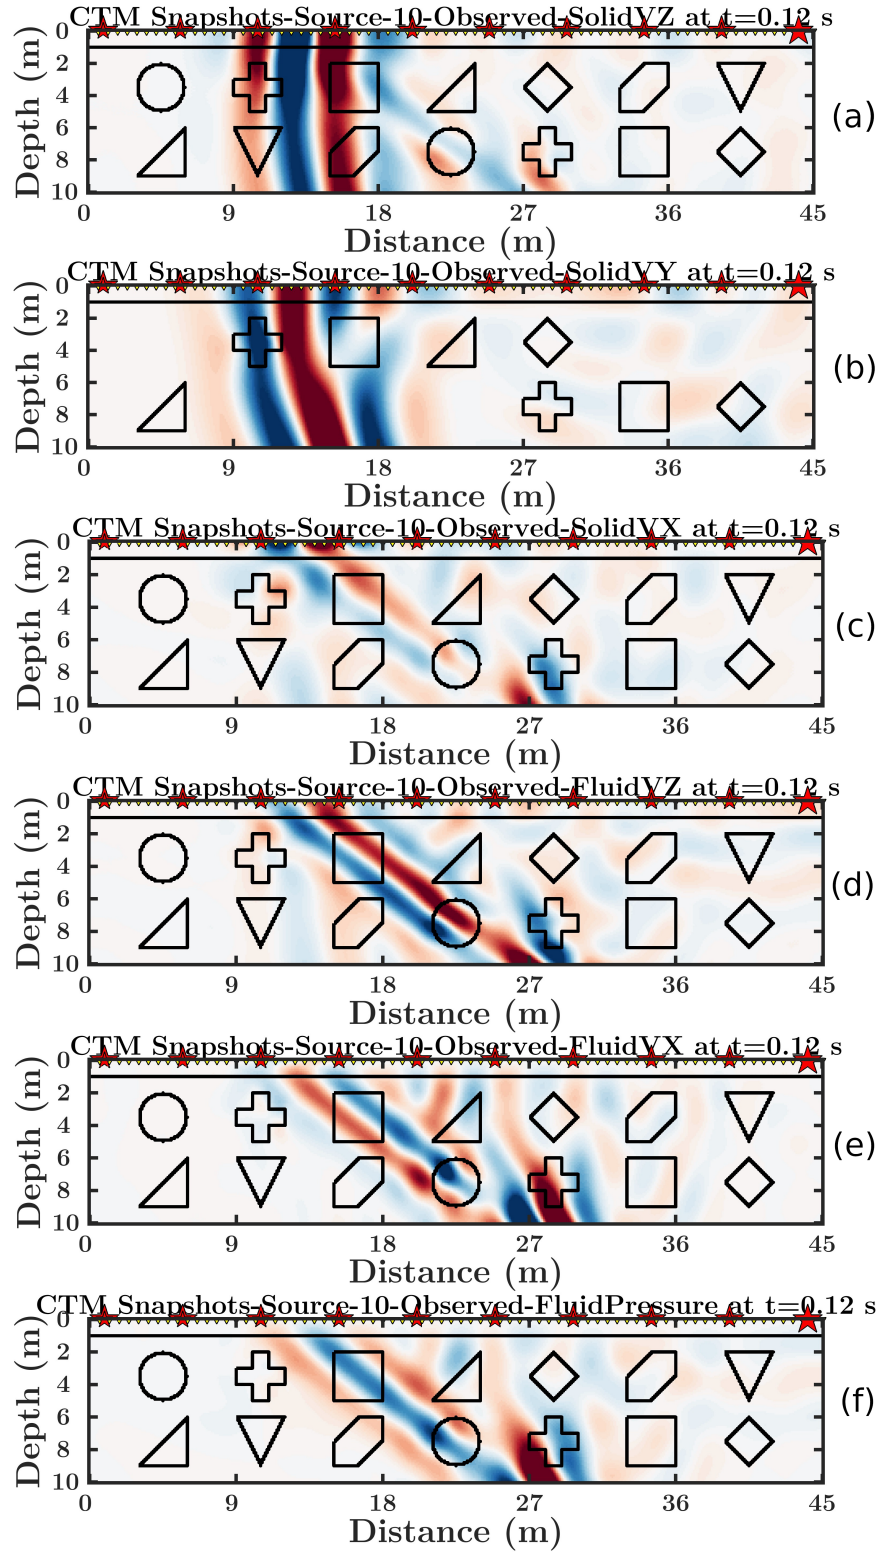 CTM Snapshots-Source-10-Observed-SolidVZ at t=0.12 s
Depth (m)
0
2
4
6
8
10
0 9 18 27 36 45
Distance (m)
(a)
CTM Snapshots-Source-10-Observed-SolidVY at t=0.12 s
Depth (m)
0
2
4
6
8
10
0 9 18 27 36 45
Distance (m)
(b)
CTM Snapshots-Source-10-Observed-SolidVX at t=0.12 s
Depth (m)
0
2
4
6
8
10
0 9 18 27 36 45
Distance (m)
(c)
CTM Snapshots-Source-10-Observed-FluidVZ at t=0.12 s
Depth (m)
0
2
4
6
8
10
0 9 18 27 36 45
Distance (m)
(d)
CTM Snapshots-Source-10-Observed-FluidVX at t=0.12 s
Depth (m)
0
2
4
6
8
10
0 9 18 27 36 45
Distance (m)
(e)
CTM Snapshots-Source-10-Observed-FluidPressure at t=0.12 s
Depth (m)
0
2
4
6
8
10
0 9 18 27 36 45
Distance (m)
(f)